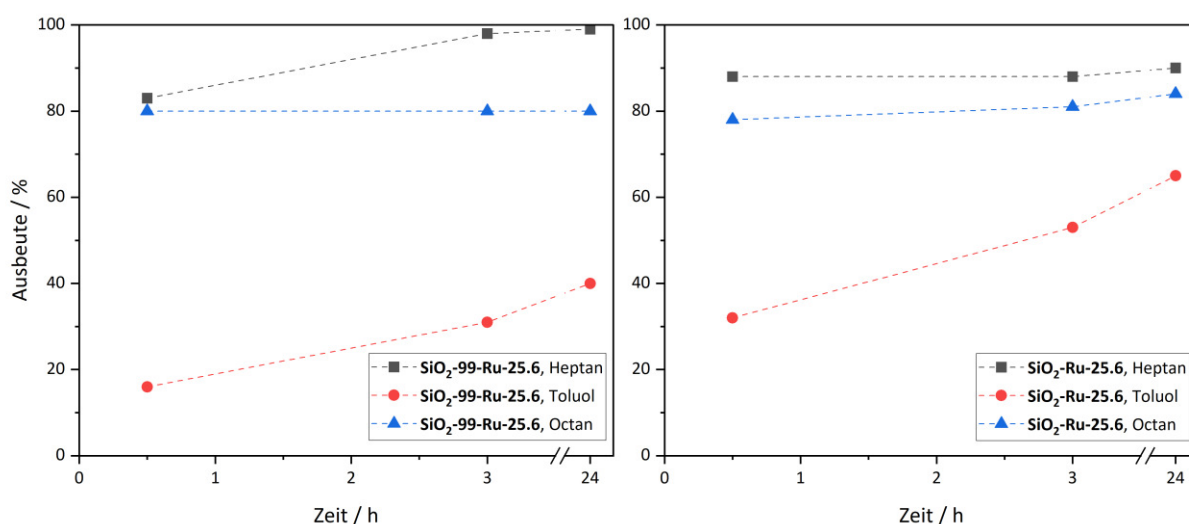 Ausbeute / %
100
80
60
40
20
0
0 1 2 3 24
Zeit / h
SiO₂-99-Ru-25.6, Heptan
SiO₂-99-Ru-25.6, Toluol
SiO₂-99-Ru-25.6, Octan
100
80
60
40
20
0
0 1 2 3 24
Zeit / h
SiO₂-Ru-25.6, Heptan
SiO₂-Ru-25.6, Toluol
SiO₂-Ru-25.6, Octan